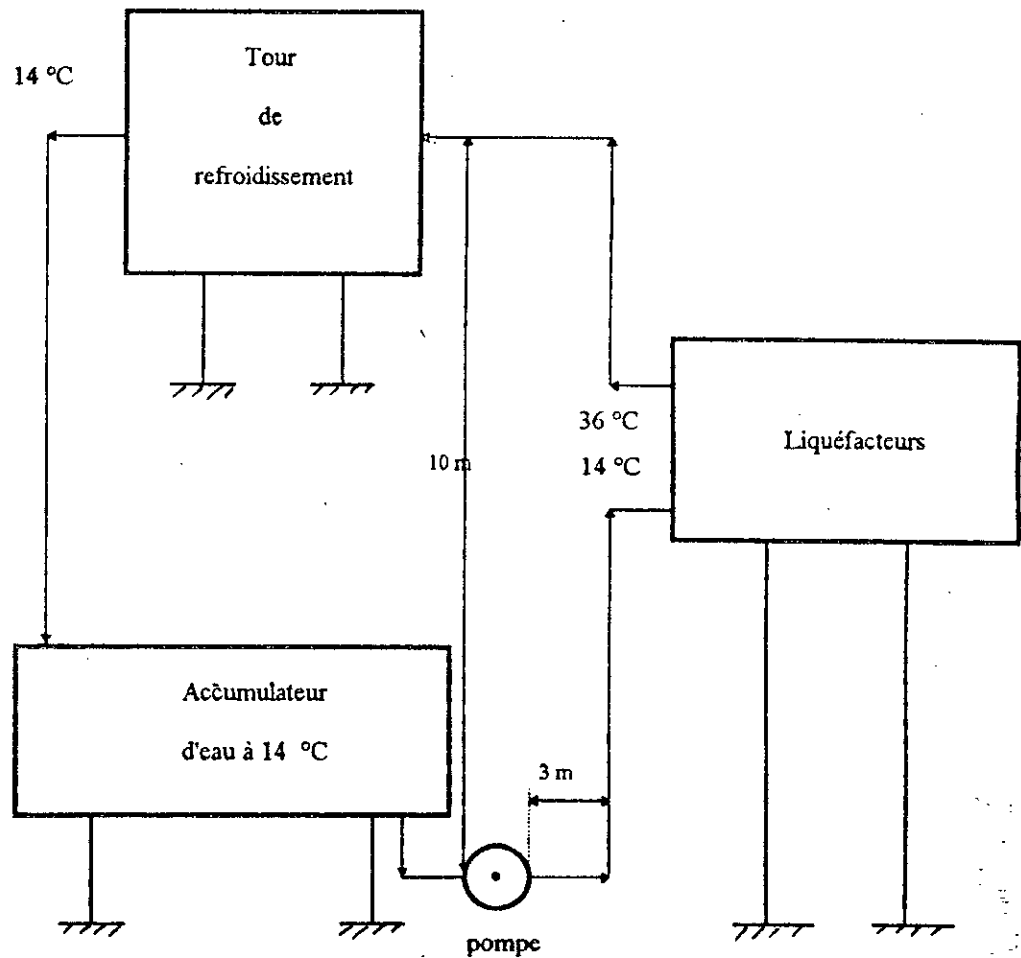 14 °C
Tour
de
refroidissement
10 m
36 °C
14 °C
Liquéfacteurs
Accumulateur
d'eau à 14 °C
3 m
pompe